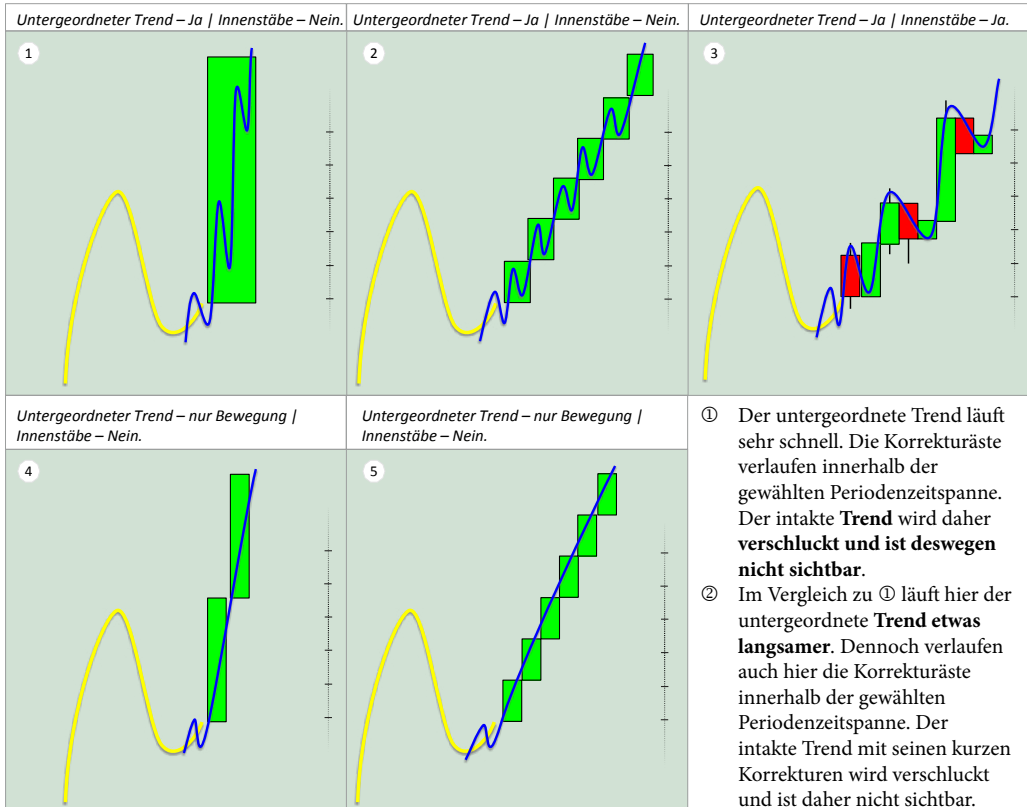 Untergeordneter Trend – Ja | Innenstäbe – Nein.
Untergeordneter Trend – Ja | Innenstäbe – Nein.
Untergeordneter Trend – Ja | Innenstäbe – Ja.
1
2
3
Untergeordneter Trend – nur Bewegung |
Innenstäbe – Nein.
Untergeordneter Trend – nur Bewegung |
Innenstäbe – Nein.
4
5
① Der untergeordnete Trend läuft
sehr schnell. Die Korrekturäste
verlaufen innerhalb der
gewählten Periodenzeitspanne.
Der intakte Trend wird daher
verschluckt und ist deswegen
nicht sichtbar.
② Im Vergleich zu ① läuft hier der
untergeordnete Trend etwas
langsamer. Dennoch verlaufen
auch hier die Korrekturäste
innerhalb der gewählten
Periodenzeitspanne. Der
intakte Trend mit seinen kurzen
Korrekturen wird verschluckt
und ist daher nicht sichtbar.